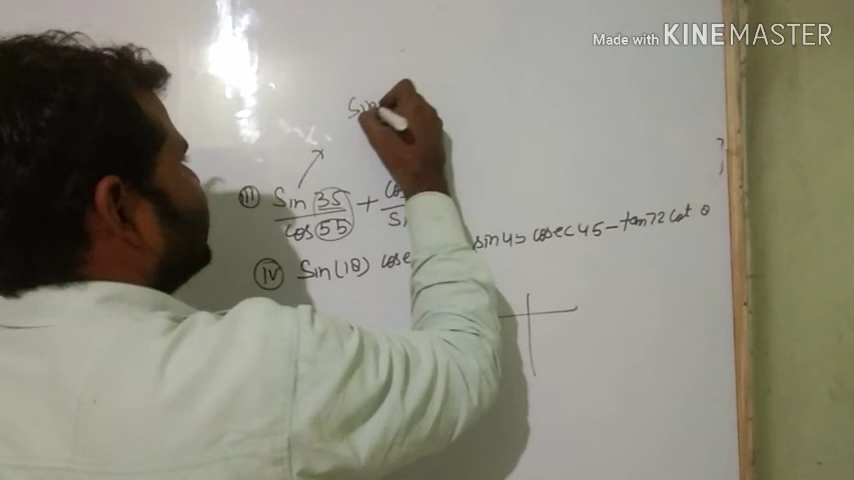 Made with KINEMASTER
Sin
(III) Sin 35 / cos 55 +
(IV) Sin(18) cose sin 45 cosec 45 - tan 72 cot θ